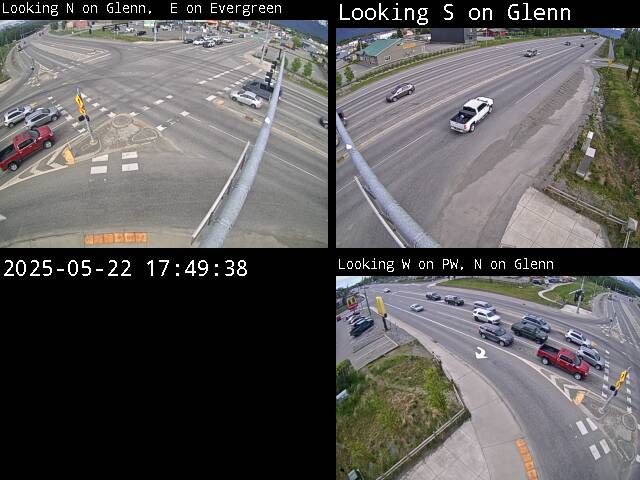 Looking N on Glenn,  E on Evergreen
Looking S on Glenn
2025-05-22 17:49:38
Looking W on PW, N on Glenn